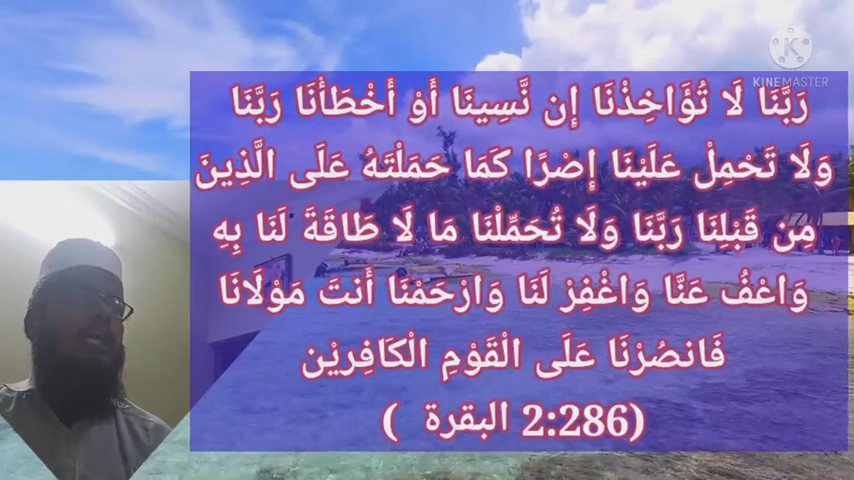 KINEMASTER
رَبَّنَا لَا تُؤَاخِذْنَا إِن نَّسِينَا أَوْ أَخْطَأْنَا رَبَّنَا
وَلَا تَحْمِلْ عَلَيْنَا إِصْرًا كَمَا حَمَلْتَهُ عَلَى الَّذِينَ
مِن قَبْلِنَا رَبَّنَا وَلَا تُحَمِّلْنَا مَا لَا طَاقَةَ لَنَا بِهِ
وَاعْفُ عَنَّا وَاغْفِرْ لَنَا وَارْحَمْنَا أَنتَ مَوْلَانَا
فَانصُرْنَا عَلَى الْقَوْمِ الْكَافِرِيْن
(2:286 البقرة )